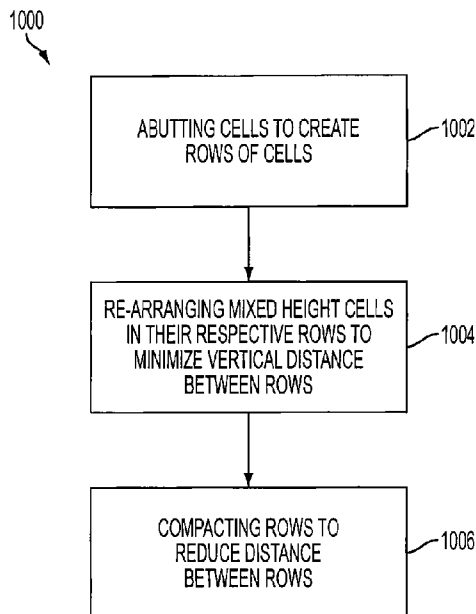 1000
ABUTTING CELLS TO CREATE
ROWS OF CELLS
1002
RE-ARRANGING MIXED HEIGHT CELLS
IN THEIR RESPECTIVE ROWS TO
MINIMIZE VERTICAL DISTANCE
BETWEEN ROWS
1004
COMPACTING ROWS TO
REDUCE DISTANCE
BETWEEN ROWS
1006